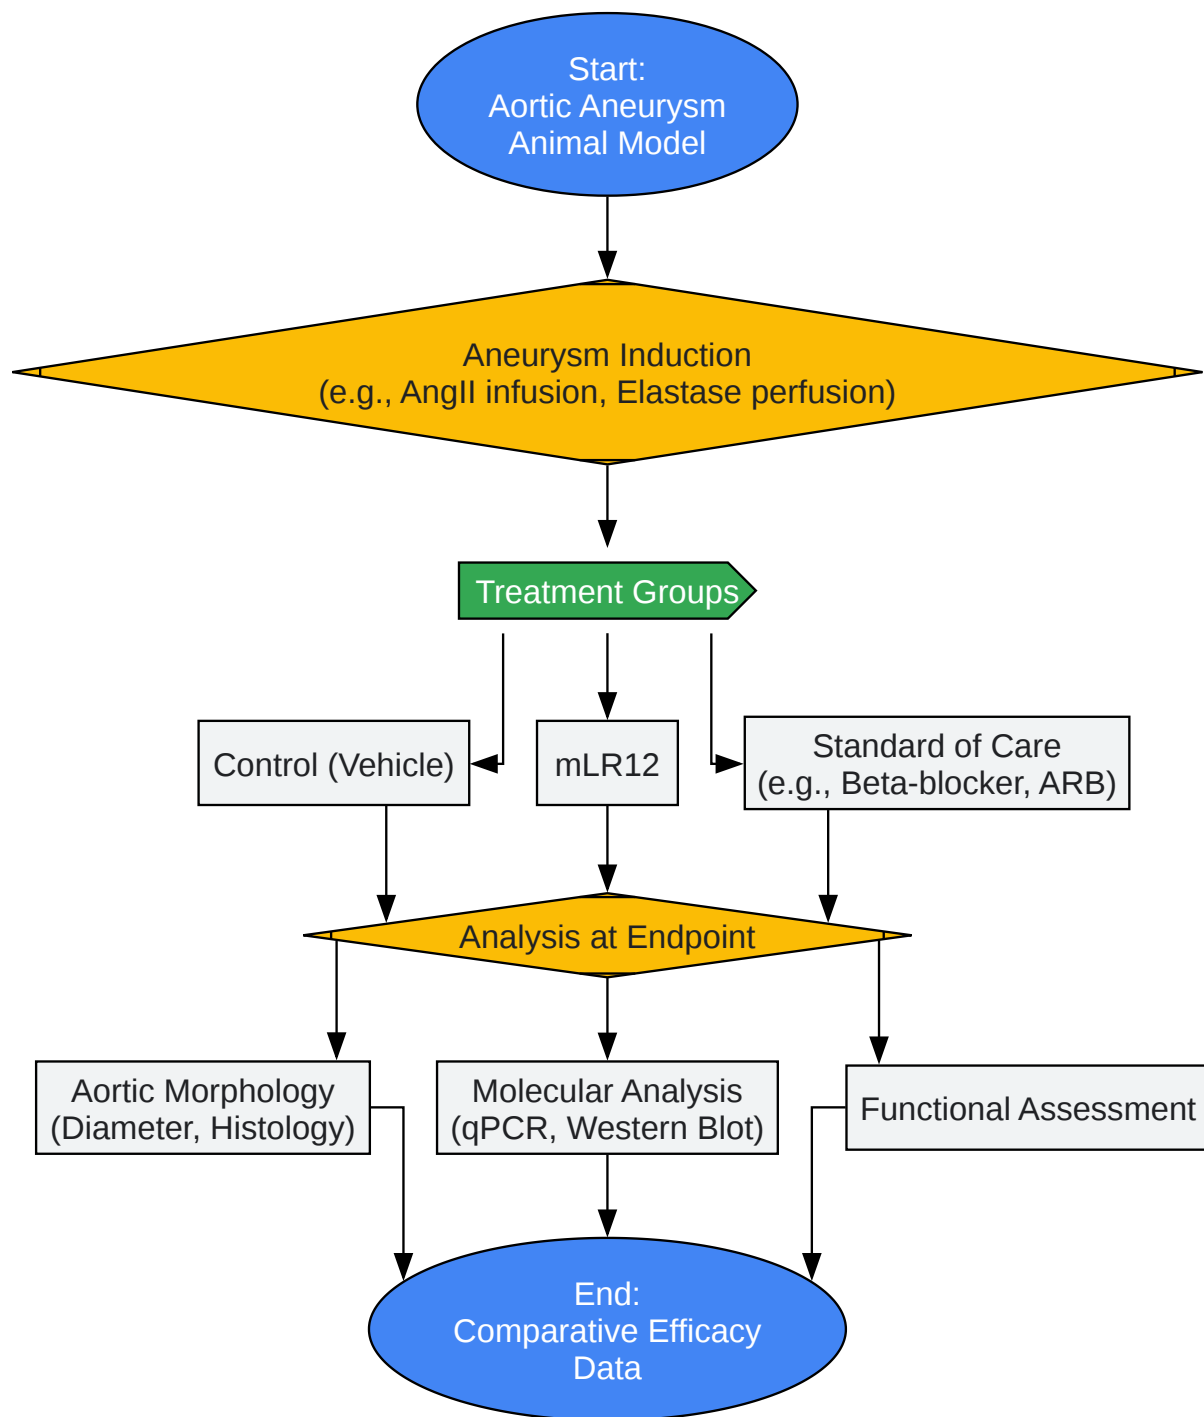 Start:
Aortic Aneurysm
Animal Model
Aneurysm Induction
(e.g., AngII infusion, Elastase perfusion)
Treatment Groups
Control (Vehicle)
mLR12
Standard of Care
(e.g., Beta-blocker, ARB)
Analysis at Endpoint
Aortic Morphology
(Diameter, Histology)
Molecular Analysis
(qPCR, Western Blot)
Functional Assessment
End:
Comparative Efficacy
Data